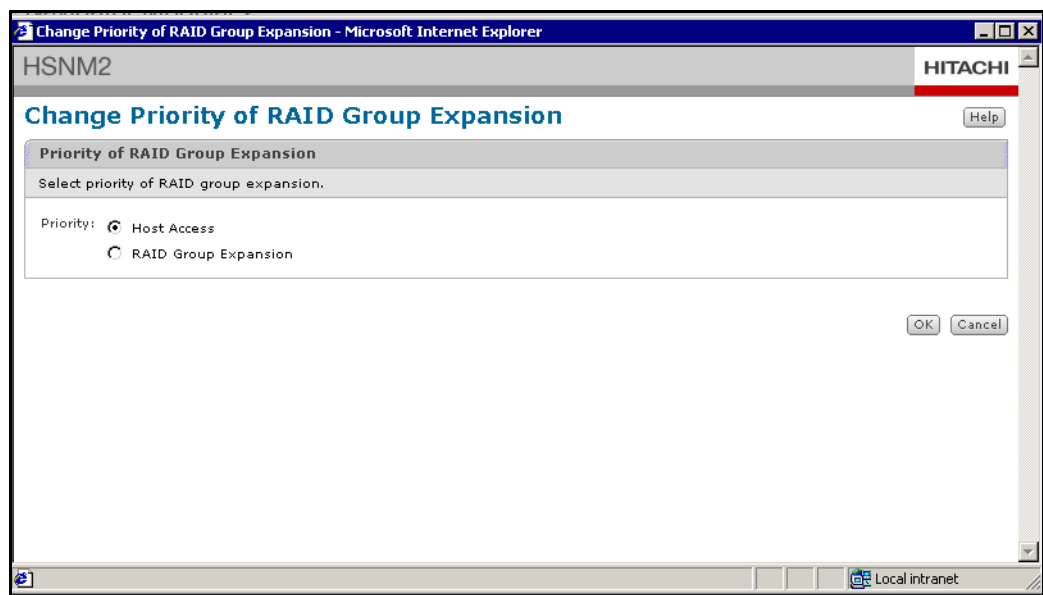 Change Priority of RAID Group Expansion - Microsoft Internet Explorer
HSNM2
HITACHI
Change Priority of RAID Group Expansion
Help
Priority of RAID Group Expansion
Select priority of RAID group expansion.
Priority: Host Access
RAID Group Expansion
OK Cancel
Local intranet